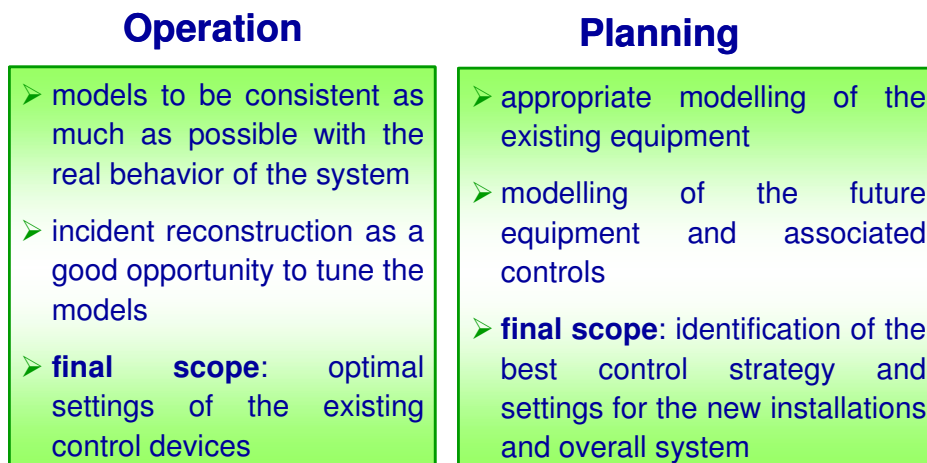 Operation
models to be consistent as
much as possible with the
real behavior of the system
incident reconstruction as a
good opportunity to tune the
models
final scope: optimal
settings of the existing
control devices
Planning
appropriate modelling of the
existing equipment
modelling of the future
equipment and associated
controls
final scope: identification of the
best control strategy and
settings for the new installations
and overall system